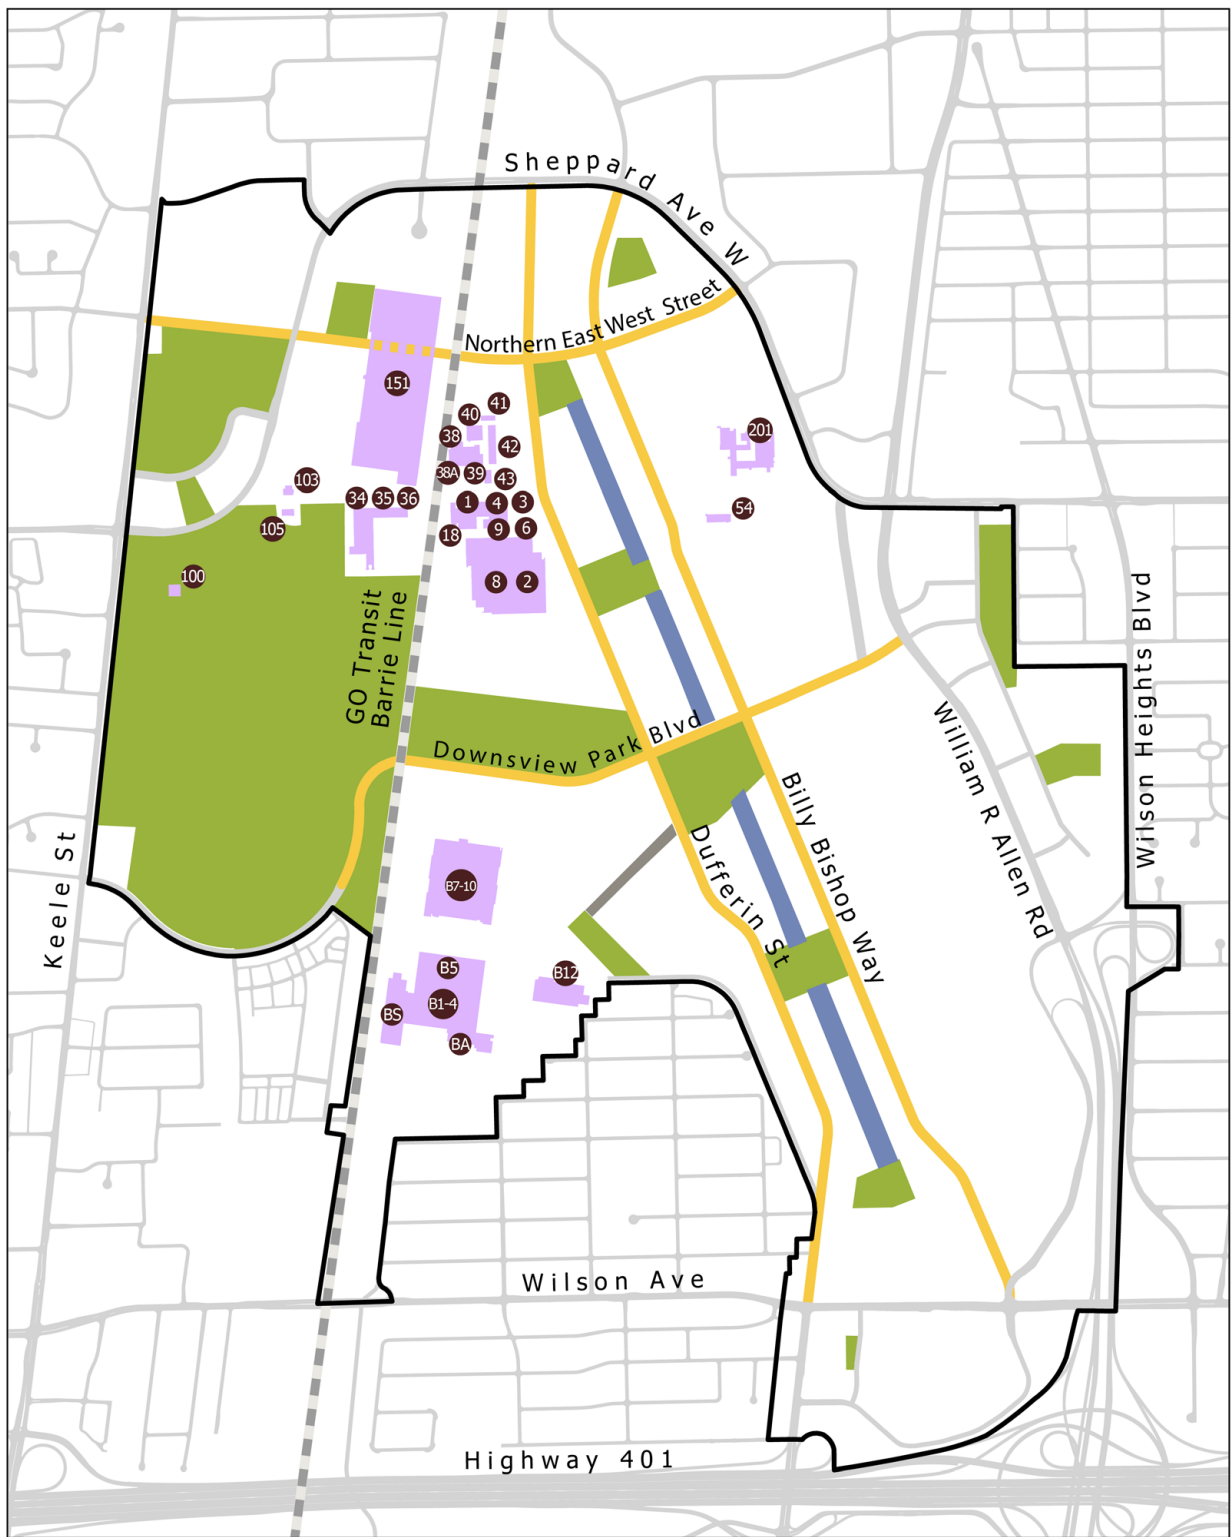 Sheppard Ave W
Northern East West Street
151
41
40
38
42
201
38A
39
43
103
34
35
36
1
4
3
54
105
18
9
6
100
8
2
GO Transit
Barrie Line
Downsview Park Blvd
William R Allen Rd
Wilson Heights Blvd
Billy Bishop Way
Dufferin St
Keele St
B7-10
B5
B12
B1-4
BS
BA
Wilson Ave
Highway 401